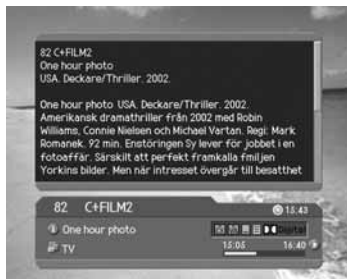 82 C+FILM2
One hour photo
USA. Deckare/Thriller. 2002.
One hour photo USA. Deckare/Thriller. 2002.
Amerikansk dramathriller från 2002 med Robin
Williams, Connie Nielsen och Michael Vartan. Regi: Mark
Romanek. 92 min. Enstöringen Sy lever för jobbet i en
fotoaffär. Särskilt att perfekt framkalla fmiljen
Yorkins bilder. Men när intresset övergår till besatthet
82 C+FILM2 15:43
One hour photo Digital
TV 15:05 16:40